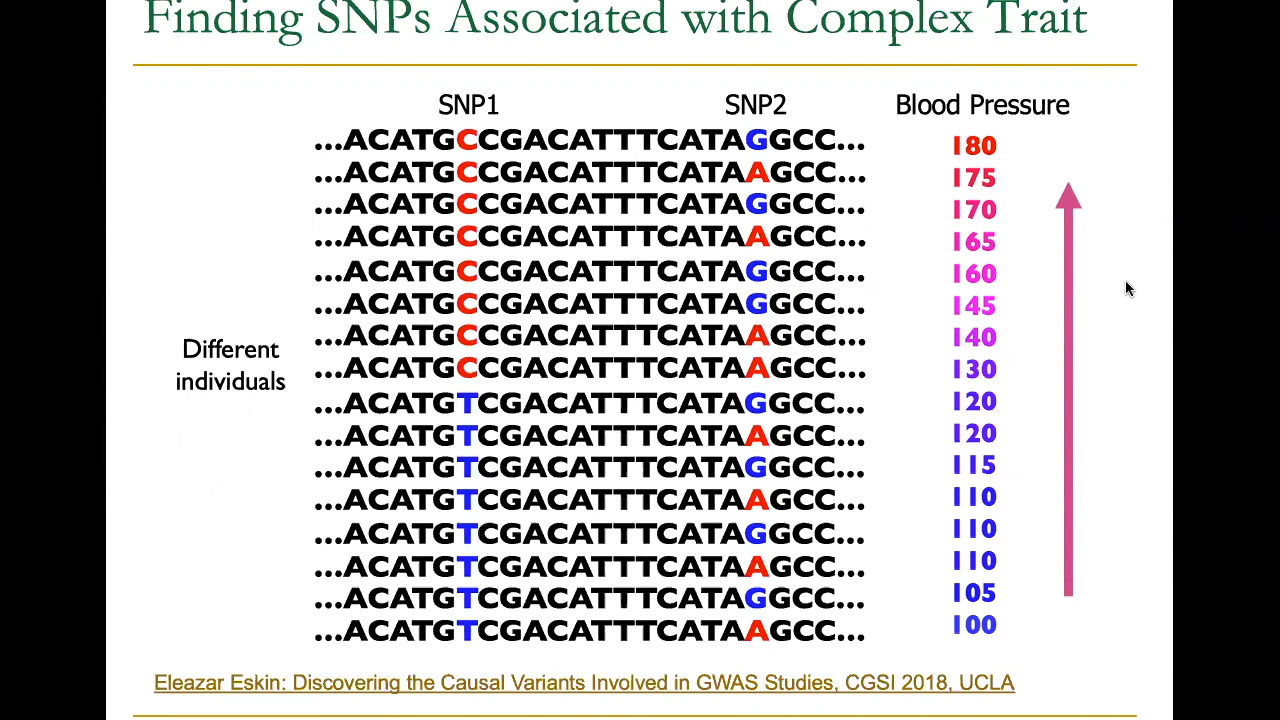 Finding SNPs Associated with Complex Trait
SNP1 SNP2 Blood Pressure
...ACATGCCGACATTTCATAGGCC... 180
...ACATGCCGACATTTCATAAGCC... 175
...ACATGCCGACATTTCATAGGCC... 170
...ACATGCCGACATTTCATAAGCC... 165
...ACATGCCGACATTTCATAGGCC... 160
...ACATGCCGACATTTCATAGGCC... 145
...ACATGCCGACATTTCATAAGCC... 140
...ACATGCCGACATTTCATAAGCC... 130
Different
individuals
...ACATGTCGACATTTCATAGGCC... 120
...ACATGTCGACATTTCATAAGCC... 120
...ACATGTCGACATTTCATAGGCC... 115
...ACATGTCGACATTTCATAAGCC... 110
...ACATGTCGACATTTCATAGGCC... 110
...ACATGTCGACATTTCATAAGCC... 110
...ACATGTCGACATTTCATAGGCC... 105
...ACATGTCGACATTTCATAAGCC... 100
Eleazar Eskin: Discovering the Causal Variants Involved in GWAS Studies, CGSI 2018, UCLA